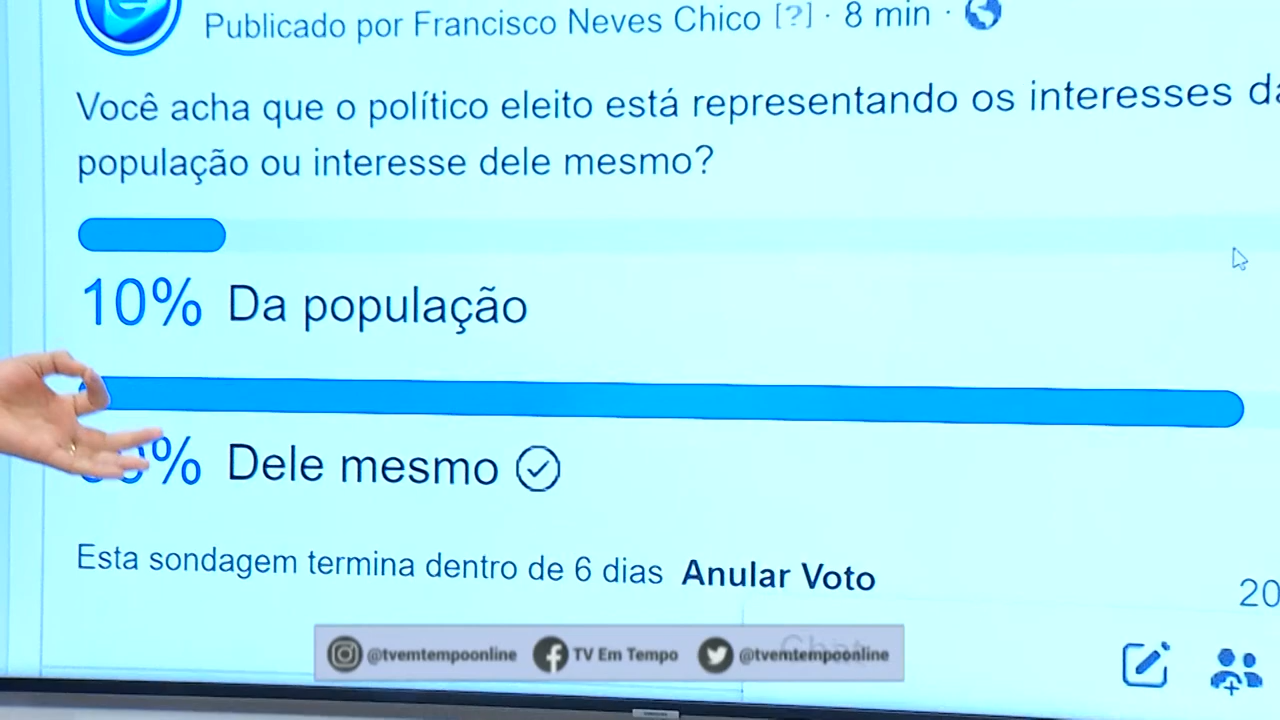 Publicado por Francisco Neves Chico [?] · 8 min ·
Você acha que o político eleito está representando os interesses
população ou interesse dele mesmo?
10% Da população
% Dele mesmo
Esta sondagem termina dentro de 6 dias Anular Voto
20
@tvemtempoonline TV Em Tempo @tvemtempoonline